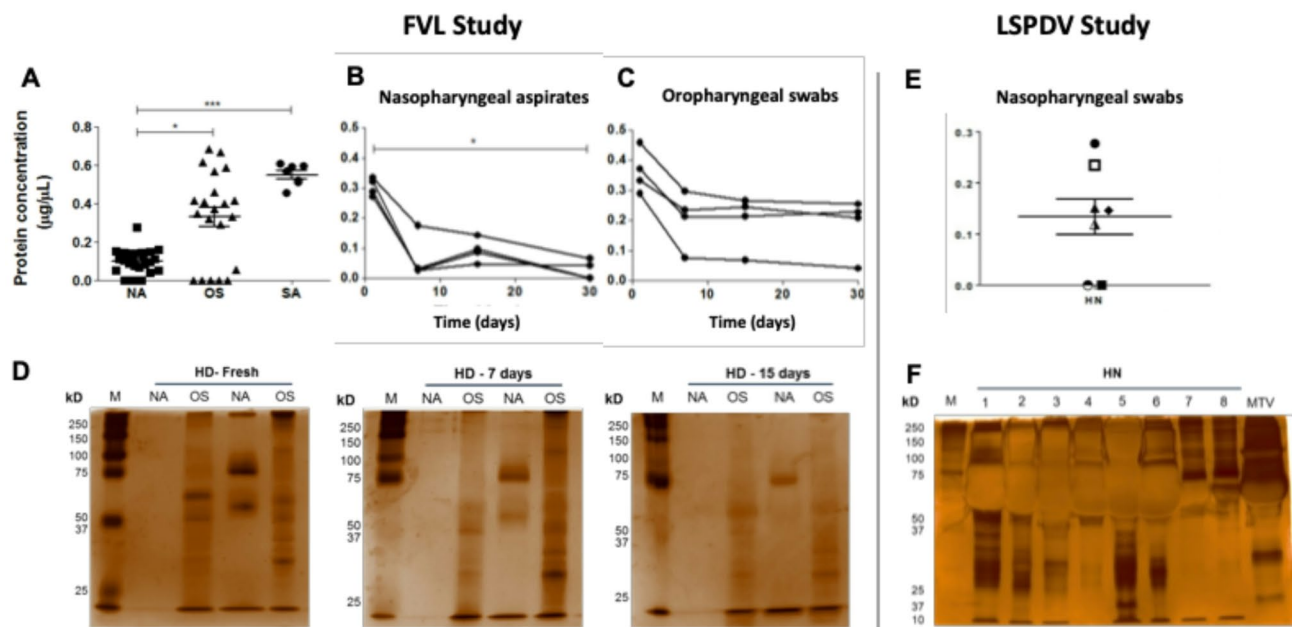 FVL Study
LSPDV Study
A
Protein concentration
(µg/µL)
0.8
0.6
0.4
0.2
0.0
***
*
NA OS SA
B
Nasopharyngeal aspirates
0.5
0.4
0.3
0.2
0.1
0.0
*
0 10 20 30
Time (days)
C
Oropharyngeal swabs
0.5
0.4
0.3
0.2
0.1
0.0
0 10 20 30
Time (days)
E
Nasopharyngeal swabs
0.3
0.2
0.1
0.0
HN
D
HD- Fresh
kD M NA OS NA OS
250
150
100
75
50
37
25
HD - 7 days
kD M NA OS NA OS
250
150
100
75
50
37
25
HD - 15 days
kD M NA OS NA OS
250
150
100
75
50
37
25
F
HN
kD M 1 2 3 4 5 6 7 8 MTV
250
150
100
75
50
37
25
37
10